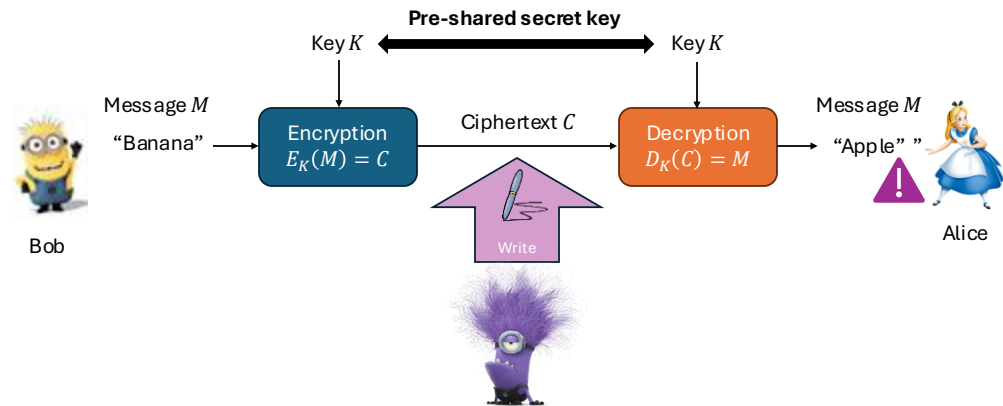 Pre-shared secret key
Key K
Key K
Message M
"Banana"
Encryption
E_K(M) = C
Ciphertext C
Decryption
D_K(C) = M
Message M
“Apple” ”
Write
Bob
Alice